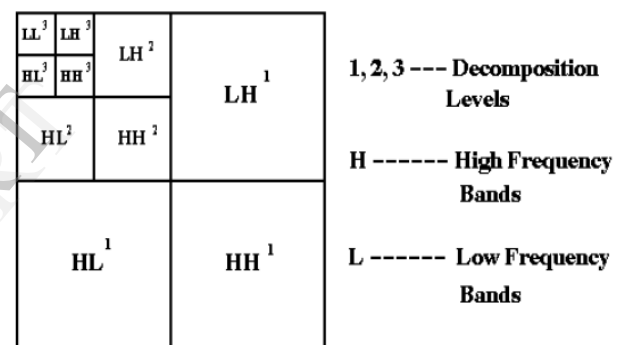 LL³ LH³
LH²
HL³ HH³
LH¹
HL² HH²
HL¹ HH¹
1, 2, 3 --- Decomposition
Levels
H ------ High Frequency
Bands
L ------ Low Frequency
Bands